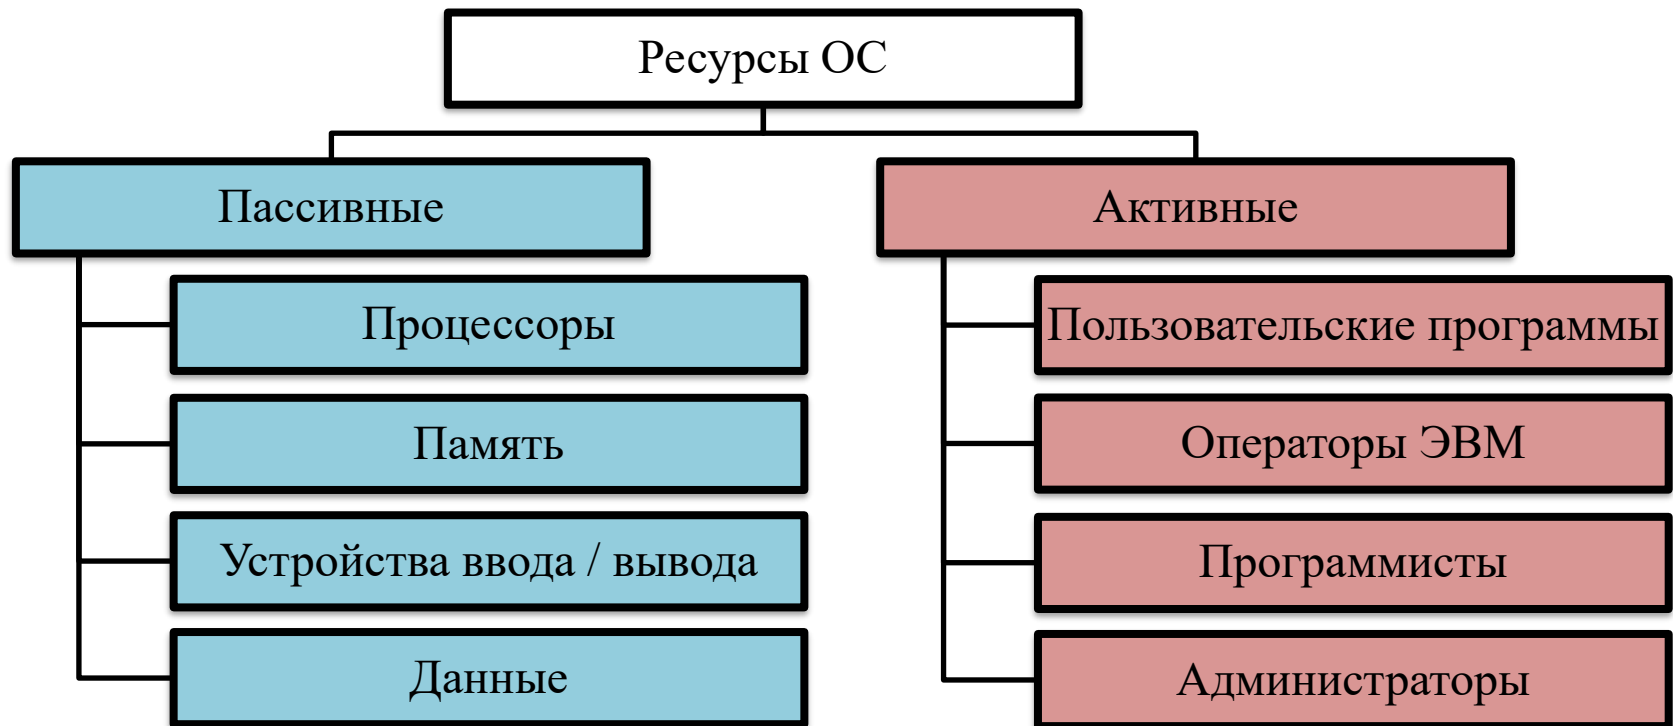 Ресурсы ОС
Пассивные
Процессоры
Память
Устройства ввода / вывода
Данные
Активные
Пользовательские программы
Операторы ЭВМ
Программисты
Администраторы